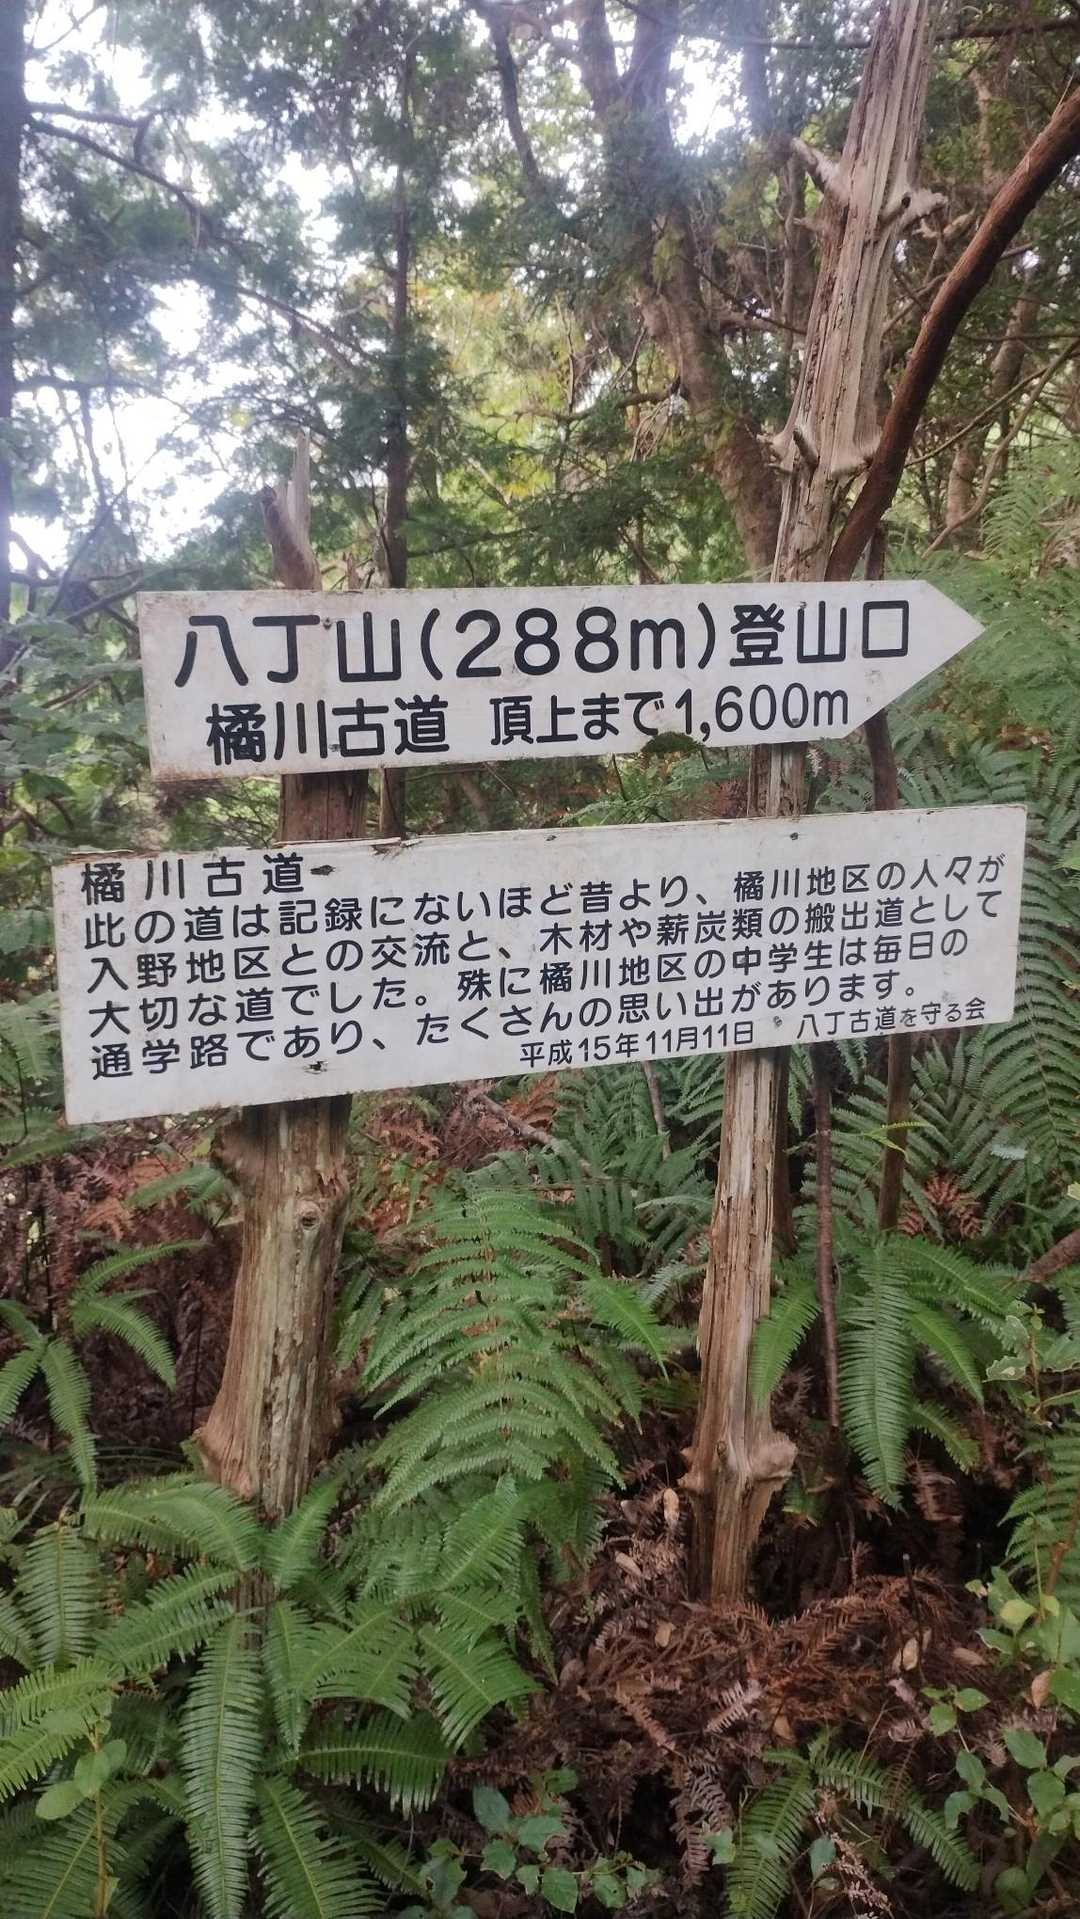 八丁山(288m)登山口
橘川古道 頂上まで1,600m
橘川古道
此の道は記録にないほど昔より、橘川地区の人々が
入野地区との交流と、木材や薪炭類の搬出道として
大切な道でした。殊に橘川地区の中学生は毎日の
通学路であり、たくさんの思い出があります。
平成15年11月11日 八丁古道を守る会